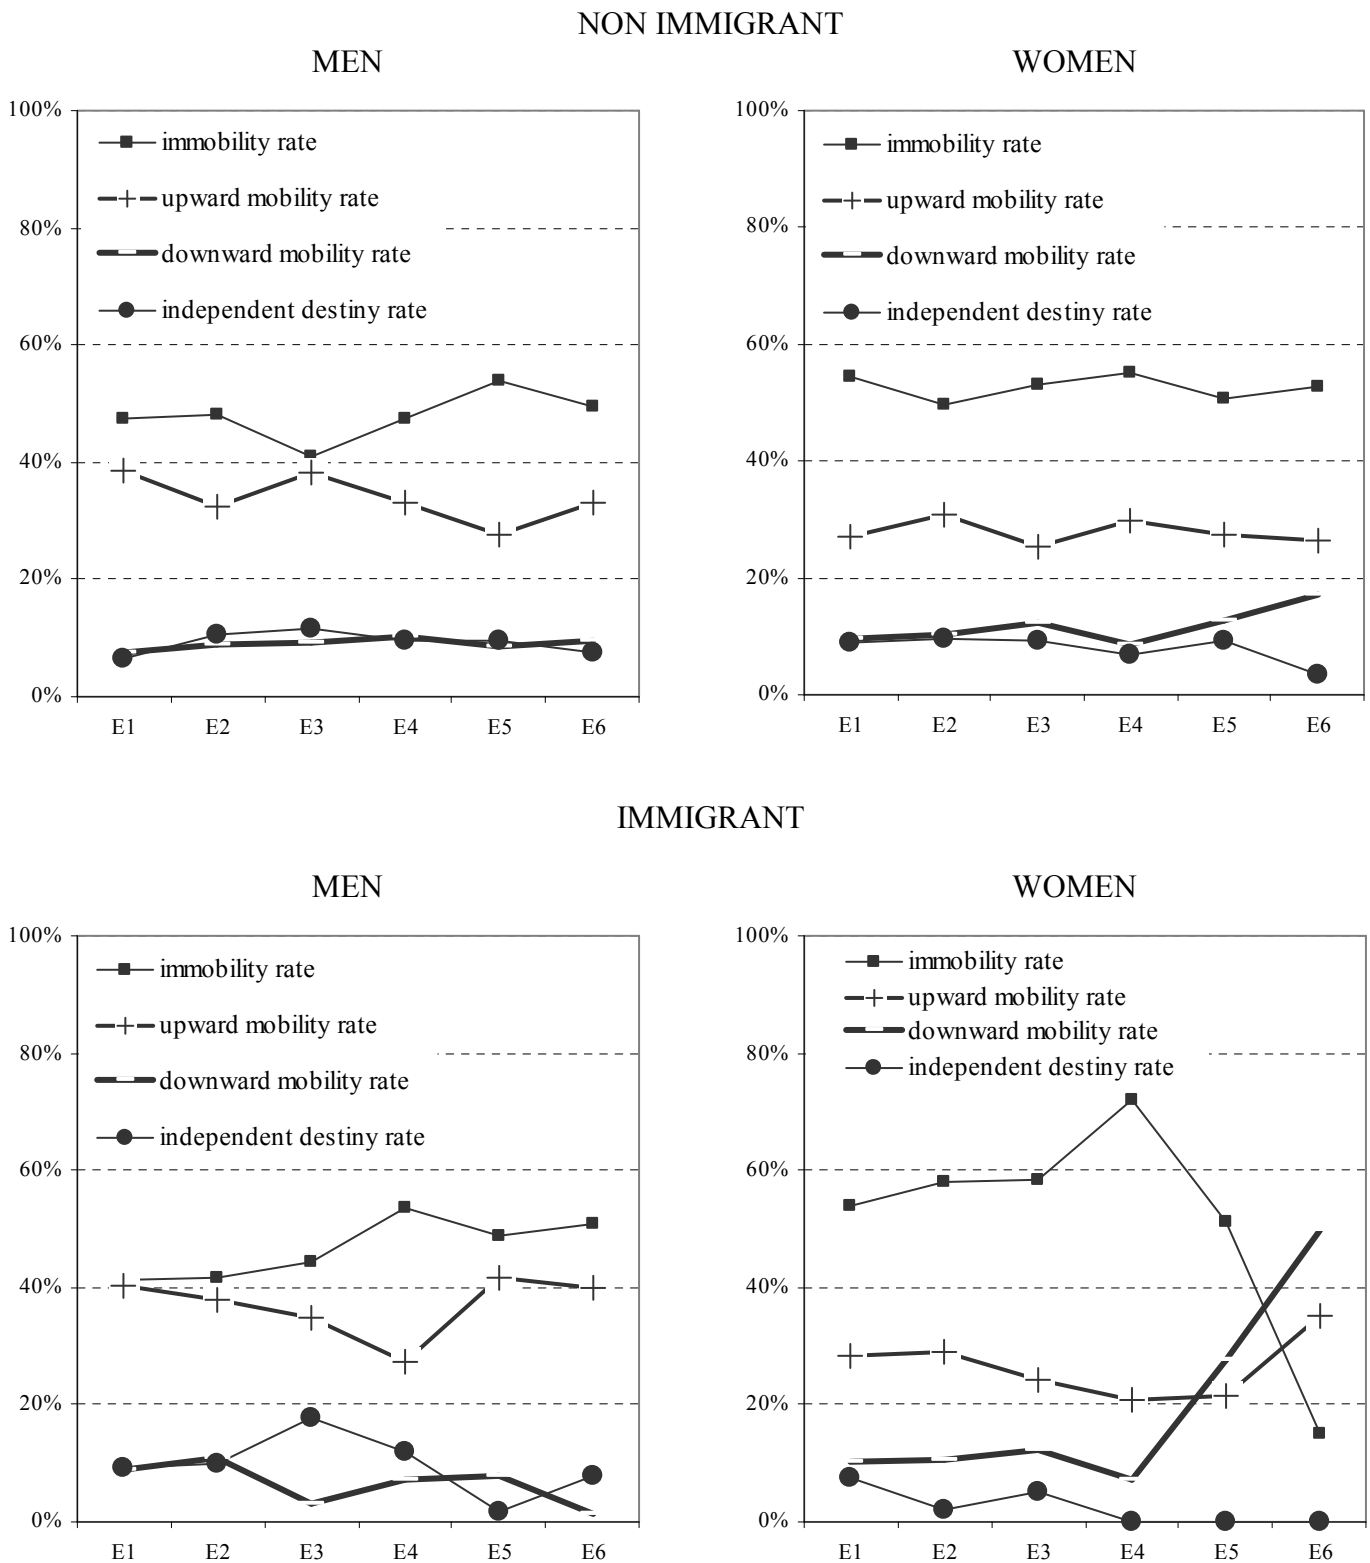 NON IMMIGRANT
MEN
WOMEN
100%
80%
60%
40%
20%
0%
immobility rate
upward mobility rate
downward mobility rate
independent destiny rate
E1 E2 E3 E4 E5 E6
100%
80%
60%
40%
20%
0%
immobility rate
upward mobility rate
downward mobility rate
independent destiny rate
E1 E2 E3 E4 E5 E6
IMMIGRANT
MEN
WOMEN
100%
80%
60%
40%
20%
0%
immobility rate
upward mobility rate
downward mobility rate
independent destiny rate
E1 E2 E3 E4 E5 E6
100%
80%
60%
40%
20%
0%
immobility rate
upward mobility rate
downward mobility rate
independent destiny rate
E1 E2 E3 E4 E5 E6